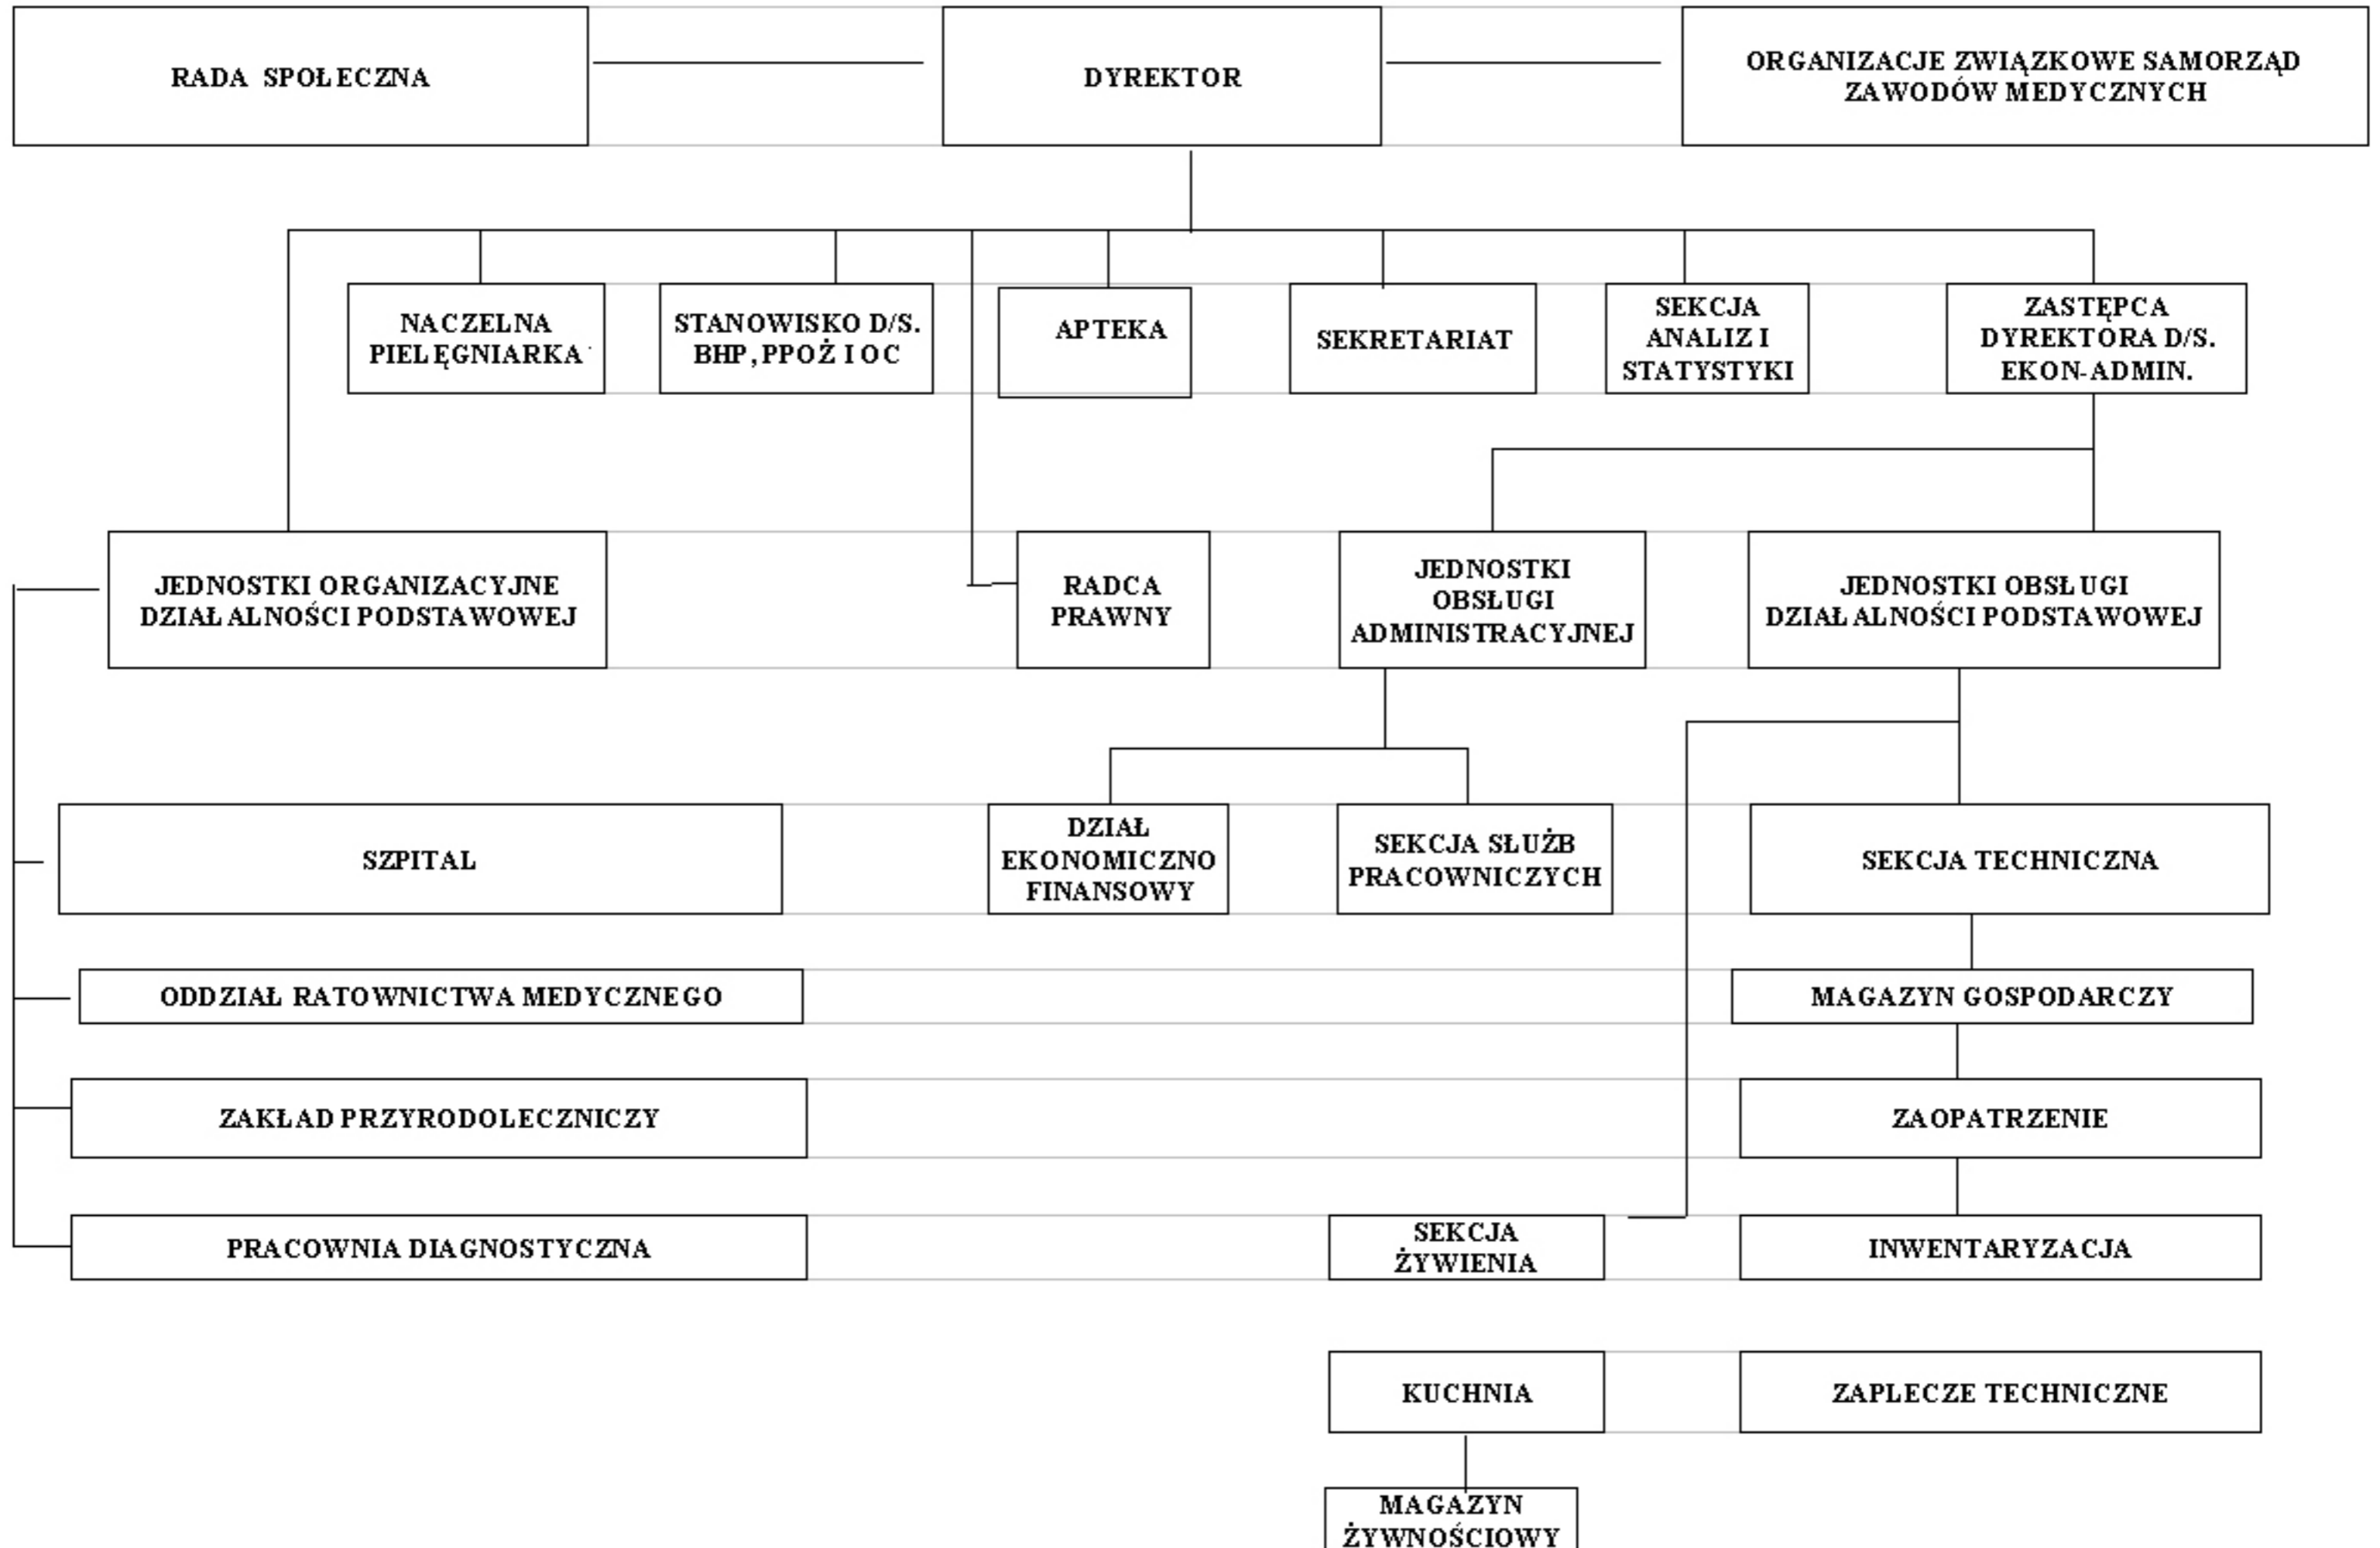 RADA SPOŁECZNA
DYREKTOR
ORGANIZACJE ZWIĄZKOWE SAMORZĄD
ZAWODÓW MEDYCZNYCH
NACZELNA
PIELĘGNIARKA
STANOWISKO D/S.
BHP, PPOŻ I OC
APTEKA
SEKRETARIAT
SEKCJA
ANALIZ I
STATYSTYKI
ZASTĘPCA
DYREKTORA D/S.
EKON-ADMIN.
JEDNOSTKI ORGANIZACYJNE
DZIAŁALNOŚCI PODSTAWOWEJ
RADCA
PRAWNY
JEDNOSTKI
OBSŁUGI
ADMINISTRACYJNEJ
JEDNOSTKI OBSŁUGI
DZIAŁALNOŚCI PODSTAWOWEJ
SZPITAL
DZIAŁ
EKONOMICZNO
FINANSOWY
SEKCJA SŁUŻB
PRACOWNICZYCH
SEKCJA TECHNICZNA
ODDZIAŁ RATOWNICTWA MEDYCZNEGO
MAGAZYN GOSPODARCZY
ZAKŁAD PRZYRODOLECZNICZY
ZAOPATRZENIE
PRACOWNIA DIAGNOSTYCZNA
SEKCJA
ŻYWIENIA
INWENTARYZACJA
KUCHNIA
ZAPLECZE TECHNICZNE
MAGAZYN
ŻYWNOŚCIOWY